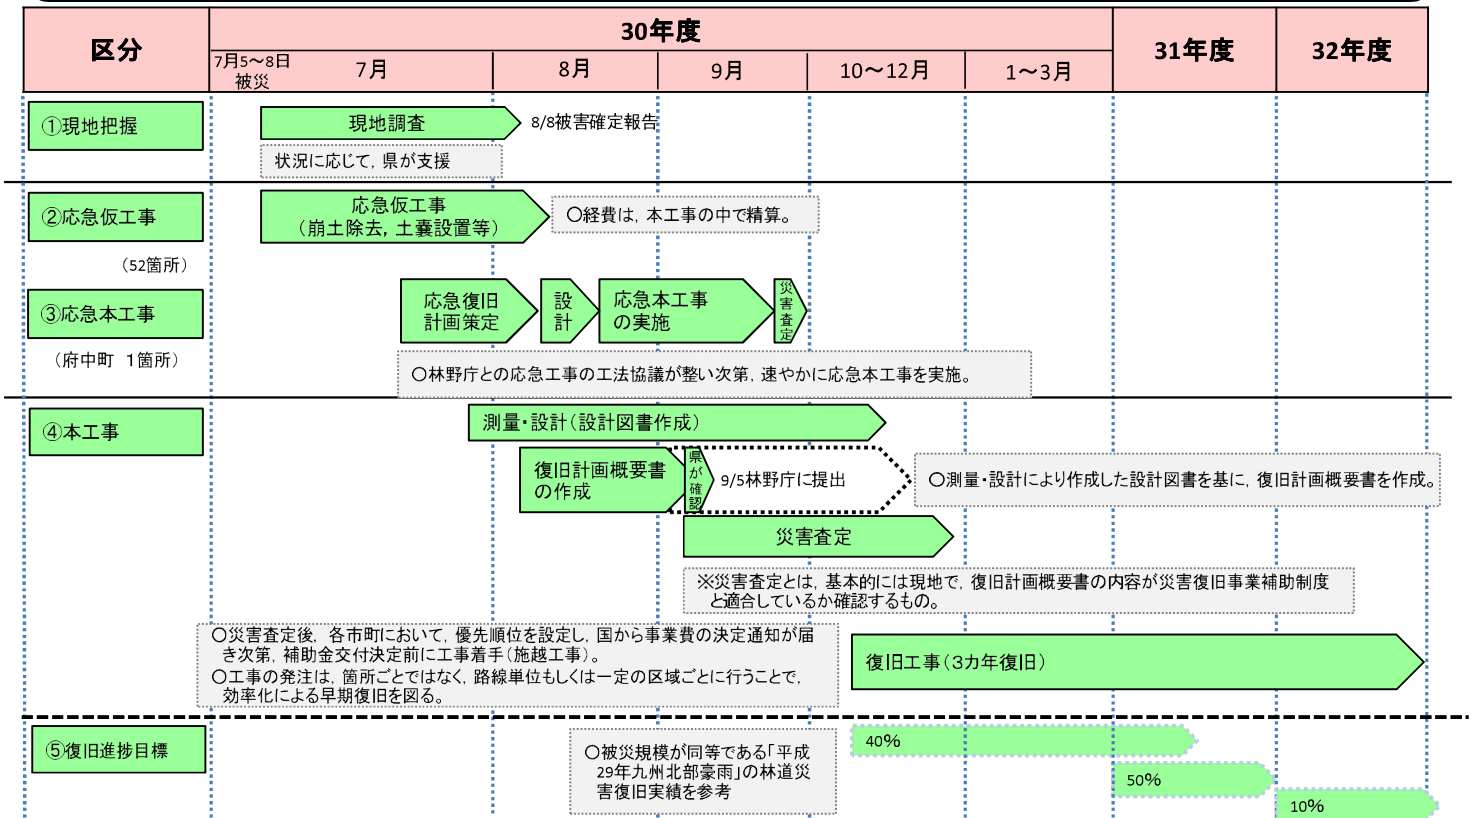 区分
30年度
31年度
32年度
7月5～8日
被災
7月
8月
9月
10～12月
1～3月
①現地把握
現地調査
8/8被害確定報告
状況に応じて，県が支援
②応急仮工事
応急仮工事
（崩土除去，土嚢設置等）
○経費は，本工事の中で精算。
（52箇所）
③応急本工事
応急復旧
計画策定
設計
応急本工事
の実施
災害査定
（府中町　1箇所）
○林野庁との応急工事の工法協議が整い次第，速やかに応急本工事を実施。
④本工事
測量・設計（設計図書作成）
復旧計画概要書
の作成
県が確認
9/5林野庁に提出
○測量・設計により作成した設計図書を基に，復旧計画概要書を作成。
災害査定
※災害査定とは，基本的には現地で，復旧計画概要書の内容が災害復旧事業補助制度
と適合しているか確認するもの。
○災害査定後，各市町において，優先順位を設定し，国から事業費の決定通知が届
き次第，補助金交付決定前に工事着手（施越工事）。
○工事の発注は，箇所ごとではなく，路線単位もしくは一定の区域ごとに行うことで，
効率化による早期復旧を図る。
復旧工事（3カ年復旧）
⑤復旧進捗目標
○被災規模が同等である「平成
29年九州北部豪雨」の林道災
害復旧実績を参考
40%
50%
10%